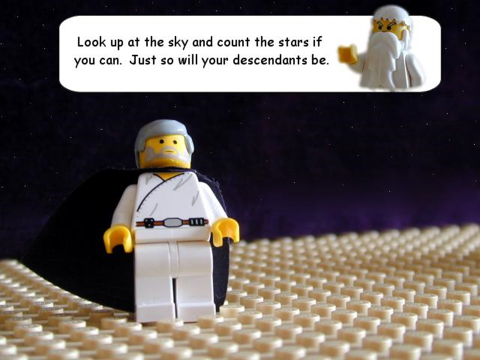 Look up at the sky and count the stars if
you can. Just so will your descendants be.